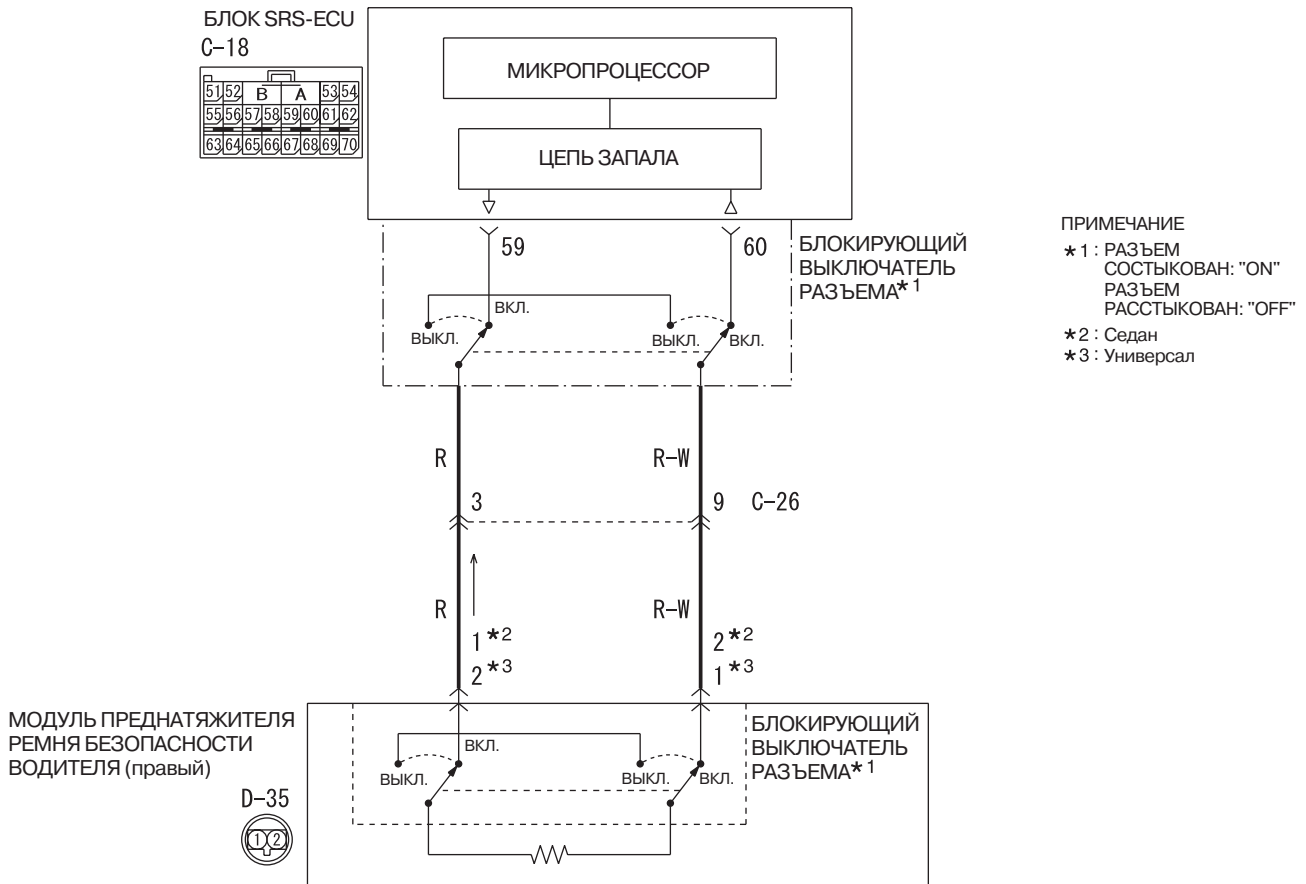 БЛОК SRS-ECU
C-18
51 52 B A 53 54
55 56 57 58 59 60 61 62
63 64 65 66 67 68 69 70
МИКРОПРОЦЕССОР
ЦЕПЬ ЗАПАЛА
59
60
БЛОКИРУЮЩИЙ
ВЫКЛЮЧАТЕЛЬ
РАЗЪЕМА★1
ВЫКЛ.
ВКЛ.
ВЫКЛ.
ВКЛ.
ПРИМЕЧАНИЕ
★1: РАЗЪЕМ
СОСТЫКОВАН: "ON"
РАЗЪЕМ
РАССТЫКОВАН: "OFF"
★2: Седан
★3: Универсал
R
R-W
3
9
C-26
R
R-W
1★2
2★3
2★2
1★3
МОДУЛЬ ПРЕДНАТЯЖИТЕЛЯ
РЕМНЯ БЕЗОПАСНОСТИ
ВОДИТЕЛЯ (правый)
D-35
1 2
ВЫКЛ.
ВКЛ.
ВЫКЛ.
ВКЛ.
БЛОКИРУЮЩИЙ
ВЫКЛЮЧАТЕЛЬ
РАЗЪЕМА★1